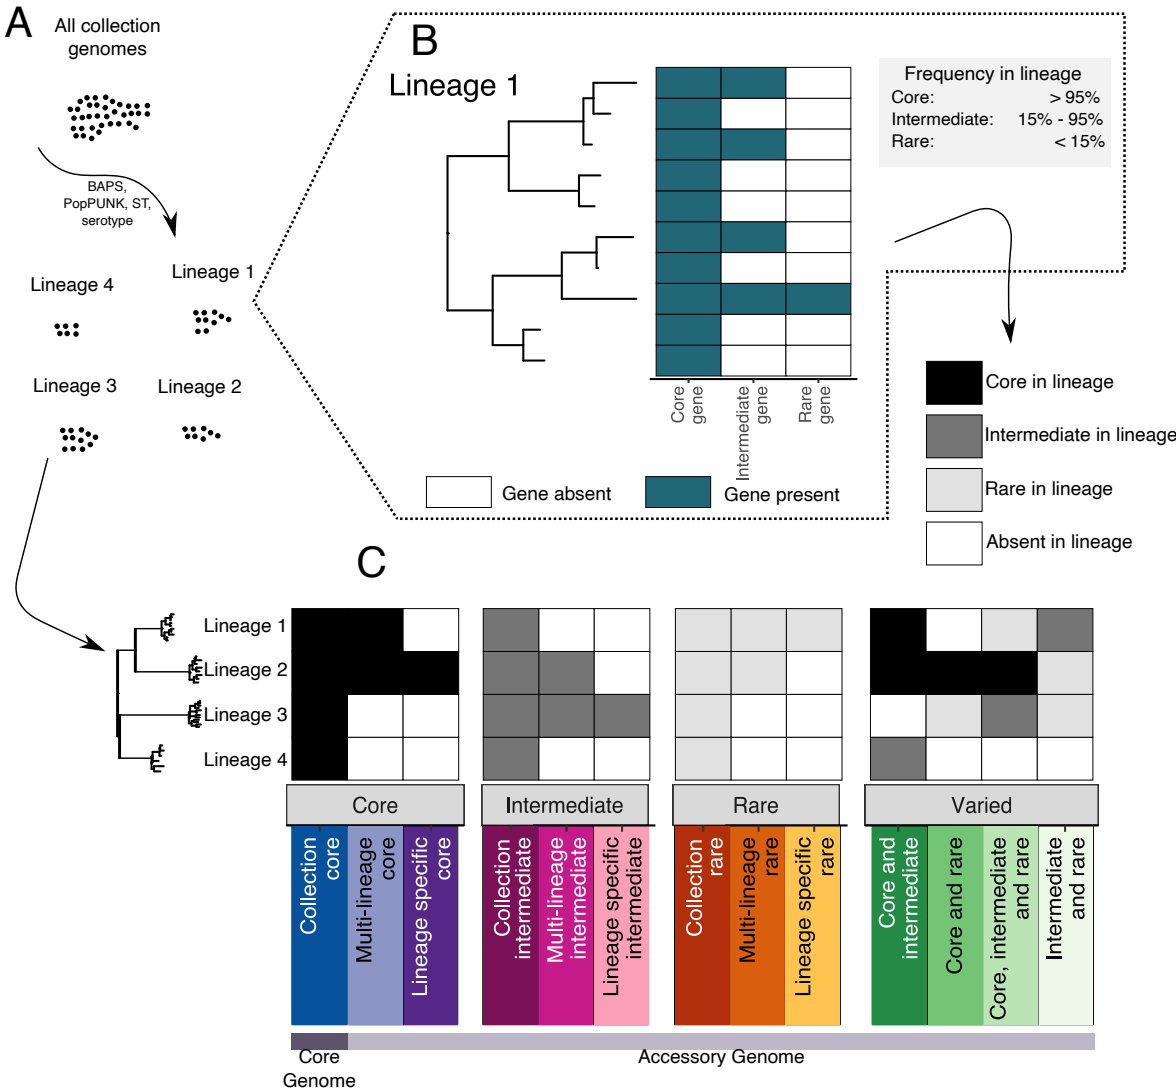 A
All collection
genomes
BAPS,
PopPUNK, ST,
serotype
Lineage 1
Lineage 4
Lineage 3
Lineage 2
B
Lineage 1
Frequency in lineage
Core: > 95%
Intermediate: 15% - 95%
Rare: < 15%
Core
gene
Intermediate
gene
Rare
gene
Gene absent
Gene present
Core in lineage
Intermediate in lineage
Rare in lineage
Absent in lineage
C
Lineage 1
Lineage 2
Lineage 3
Lineage 4
Core
Intermediate
Rare
Varied
Collection
core
Multi-lineage
core
Lineage specific
core
Collection
intermediate
Multi-lineage
intermediate
Lineage specific
intermediate
Collection
rare
Multi-lineage
rare
Lineage specific
rare
Core and
intermediate
Core and rare
Core, intermediate
and rare
Intermediate
and rare
Core
Genome
Accessory Genome